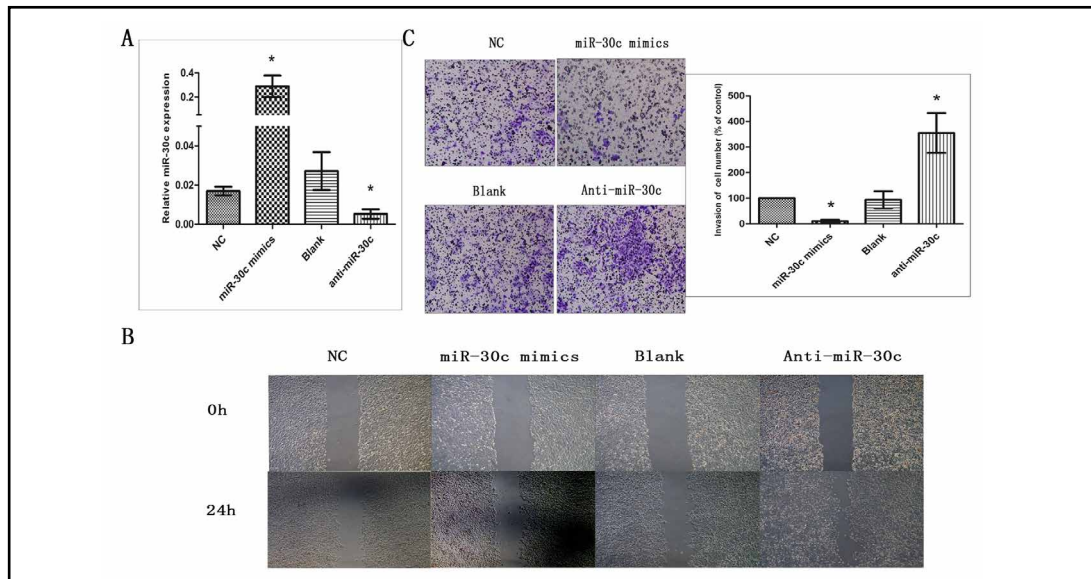 A
Relative miR-30c expression
0.4
0.2
0.04
0.02
0.00
*
*
NC
miR-30c mimics
Blank
anti-miR-30c
C
NC
miR-30c mimics
Blank
Anti-miR-30c
Invasion of cell number (% of control)
500
400
300
200
100
0
*
*
NC
miR-30c mimics
Blank
anti-miR-30c
B
NC
miR-30c mimics
Blank
Anti-miR-30c
0h
24h